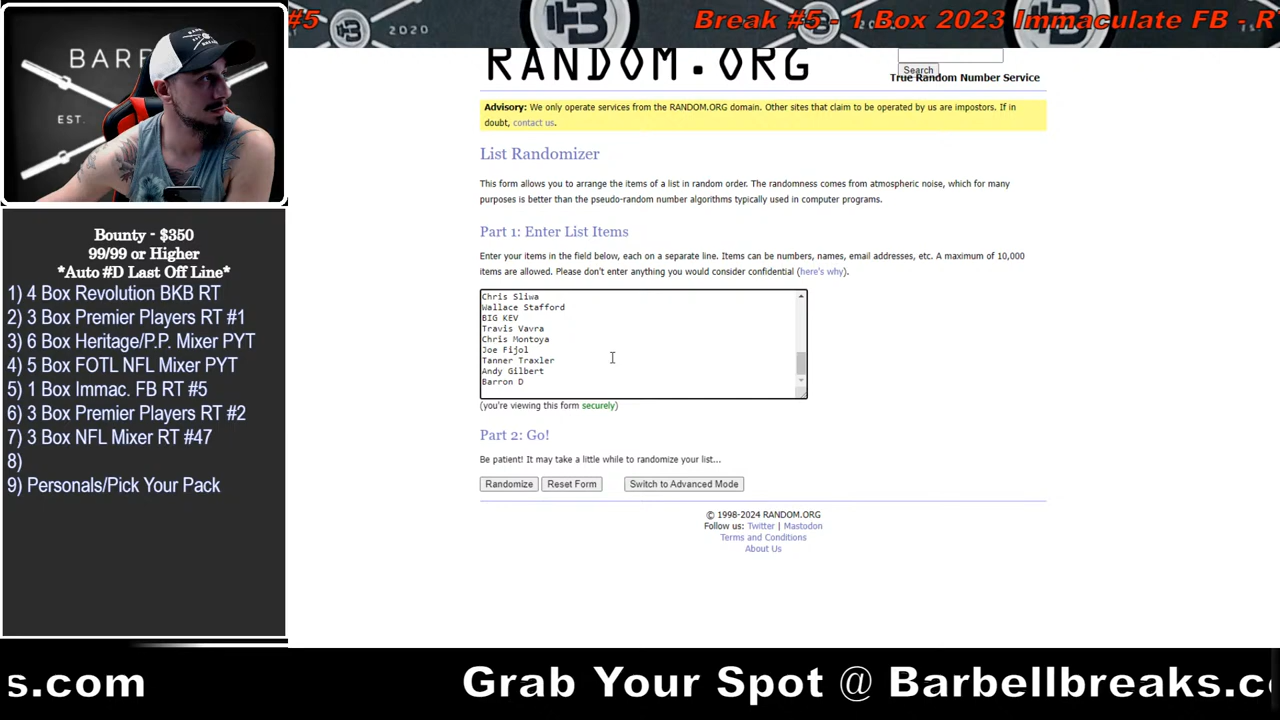 #5
2020
Break #5 - 1 Box 2023 Immaculate FB - R
BARB
EST.
RANDOM.ORG
Search
True Random Number Service
Advisory: We only operate services from the RANDOM.ORG domain. Other sites that claim to be operated by us are impostors. If in
doubt, contact us.
List Randomizer
This form allows you to arrange the items of a list in random order. The randomness comes from atmospheric noise, which for many
purposes is better than the pseudo-random number algorithms typically used in computer programs.
Part 1: Enter List Items
Enter your items in the field below, each on a separate line. Items can be numbers, names, email addresses, etc. A maximum of 10,000
items are allowed. Please don't enter anything you would consider confidential (here's why).
Chris Sliwa
Wallace Stafford
BIG KEV
Travis Vavra
Chris Montoya
Joe Fijol
Tanner Traxler
Andy Gilbert
Barron D
(you're viewing this form securely)
Part 2: Go!
Be patient! It may take a little while to randomize your list...
Randomize Reset Form Switch to Advanced Mode
© 1998-2024 RANDOM.ORG
Follow us: Twitter | Mastodon
Terms and Conditions
About Us
Bounty - $350
99/99 or Higher
*Auto #D Last Off Line*
1) 4 Box Revolution BKB RT
2) 3 Box Premier Players RT #1
3) 6 Box Heritage/P.P. Mixer PYT
4) 5 Box FOTL NFL Mixer PYT
5) 1 Box Immac. FB RT #5
6) 3 Box Premier Players RT #2
7) 3 Box NFL Mixer RT #47
8)
9) Personals/Pick Your Pack
s.com Grab Your Spot @ Barbellbreaks.c